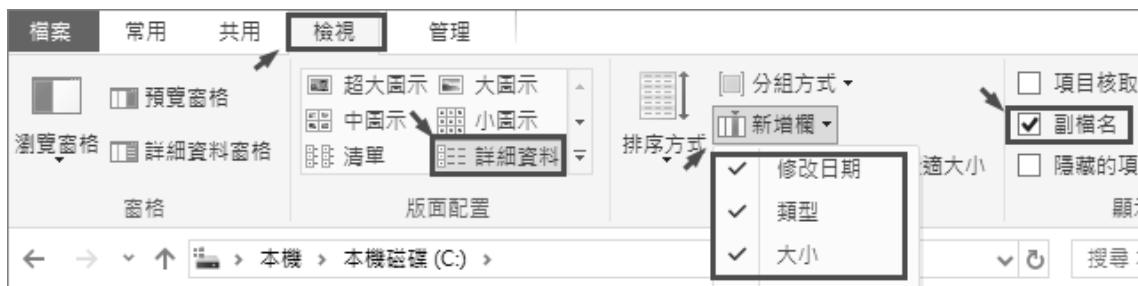 檔案 常用 共用 檢視 管理
超大圖示 大圖示 分組方式 項目核取
預覽窗格 中圖示 小圖示 新增欄 副檔名
瀏覽窗格 詳細資料窗格 清單 詳細資料 排序方式 適大小 隱藏的項
修改日期
窗格 版面配置 類型 顯
大小
本機 本機磁碟 (C:) 搜尋